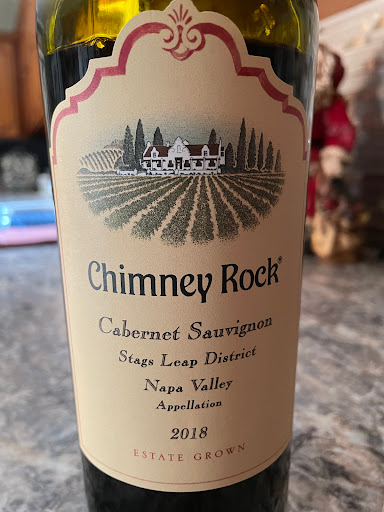 Chimney Rock®
Cabernet Sauvignon
Stags Leap District
Napa Valley
Appellation
2018
ESTATE GROWN